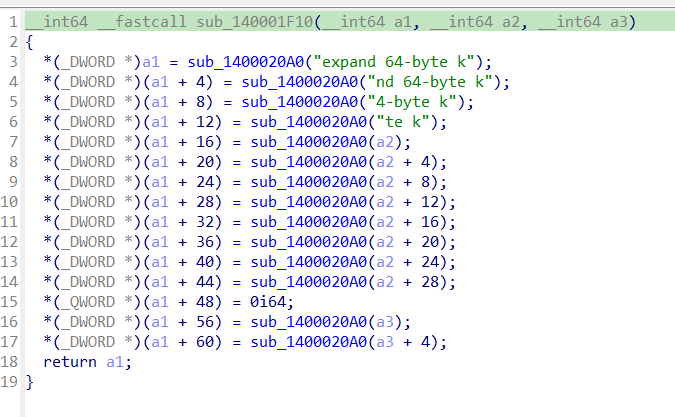 1 __int64 __fastcall sub_140001F10(__int64 a1, __int64 a2, __int64 a3)
2 {
3   *(_DWORD *)a1 = sub_1400020A0("expand 64-byte k");
4   *(_DWORD *)(a1 + 4) = sub_1400020A0("nd 64-byte k");
5   *(_DWORD *)(a1 + 8) = sub_1400020A0("4-byte k");
6   *(_DWORD *)(a1 + 12) = sub_1400020A0("te k");
7   *(_DWORD *)(a1 + 16) = sub_1400020A0(a2);
8   *(_DWORD *)(a1 + 20) = sub_1400020A0(a2 + 4);
9   *(_DWORD *)(a1 + 24) = sub_1400020A0(a2 + 8);
10   *(_DWORD *)(a1 + 28) = sub_1400020A0(a2 + 12);
11   *(_DWORD *)(a1 + 32) = sub_1400020A0(a2 + 16);
12   *(_DWORD *)(a1 + 36) = sub_1400020A0(a2 + 20);
13   *(_DWORD *)(a1 + 40) = sub_1400020A0(a2 + 24);
14   *(_DWORD *)(a1 + 44) = sub_1400020A0(a2 + 28);
15   *(_QWORD *)(a1 + 48) = 0i64;
16   *(_DWORD *)(a1 + 56) = sub_1400020A0(a3);
17   *(_DWORD *)(a1 + 60) = sub_1400020A0(a3 + 4);
18   return a1;
19 }